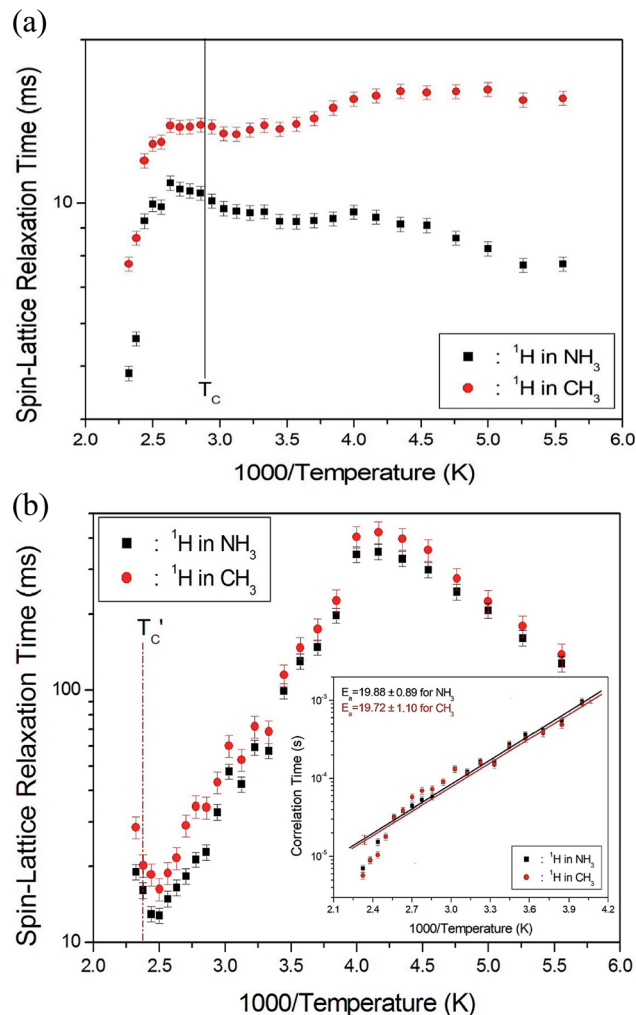 (a)
Spin-Lattice Relaxation Time (ms)
10
T_C
■ : ¹H in NH₃
● : ¹H in CH₃
2.0 2.5 3.0 3.5 4.0 4.5 5.0 5.5 6.0
1000/Temperature (K)
(b)
Spin-Lattice Relaxation Time (ms)
■ : ¹H in NH₃
● : ¹H in CH₃
T_C'
100
10
2.0 2.5 3.0 3.5 4.0 4.5 5.0 5.5 6.0
1000/Temperature (K)
Correlation Time (s)
Eₐ=19.88 ± 0.89 for NH₃
Eₐ=19.72 ± 1.10 for CH₃
10⁻³
10⁻⁴
10⁻⁵
■ : ¹H in NH₃
● : ¹H in CH₃
2.1 2.4 2.7 3.0 3.3 3.6 3.9 4.2
1000/Temperature (K)